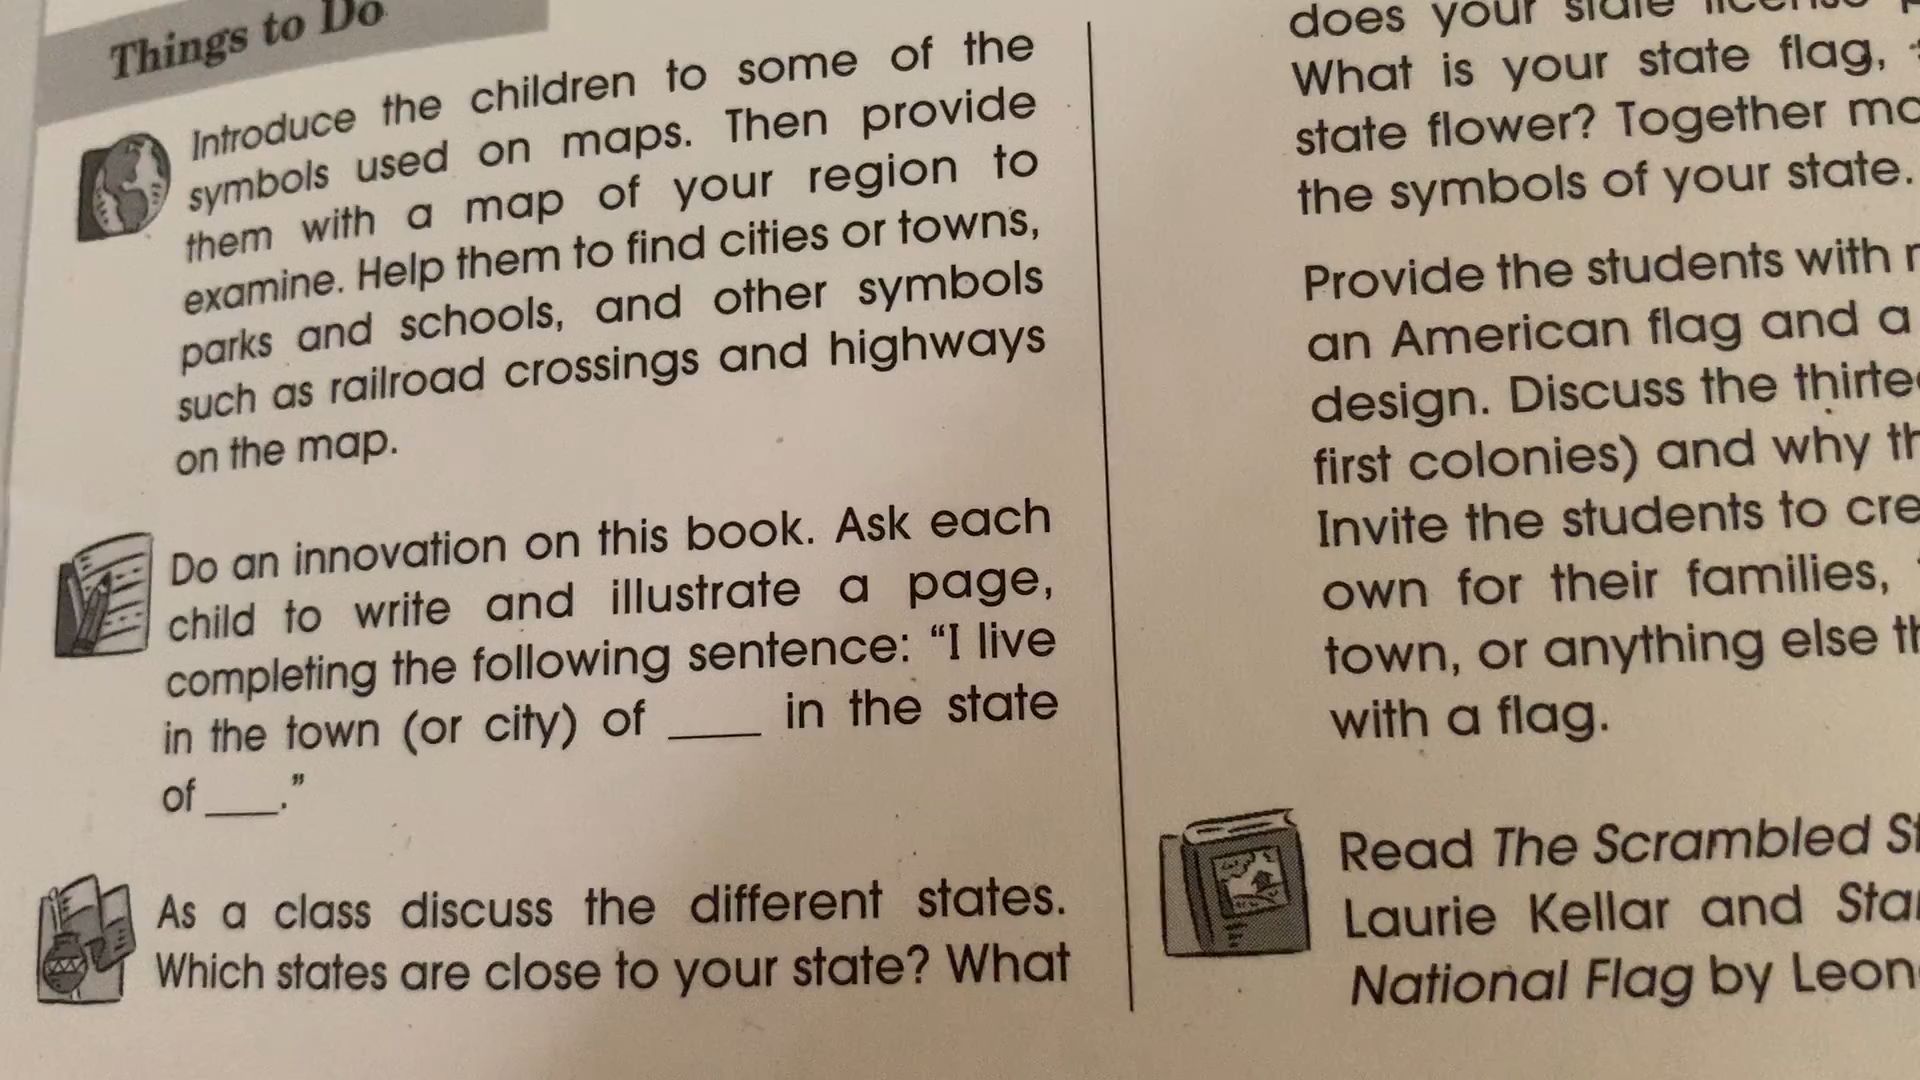 Things to Do
Introduce the children to some of the
symbols used on maps. Then provide
them with a map of your region to
examine. Help them to find cities or towns,
parks and schools, and other symbols
such as railroad crossings and highways
on the map.
Do an innovation on this book. Ask each
child to write and illustrate a page,
completing the following sentence: “I live
in the town (or city) of ____ in the state
of ___.”
As a class discuss the different states.
Which states are close to your state? What
does your state license
What is your state flag,
state flower? Together
the symbols of your state.
Provide the students with
an American flag and a
design. Discuss the
first colonies) and why
Invite the students to
own for their families,
town, or anything else
with a flag.
Read The Scrambled
Laurie Kellar and
National Flag by